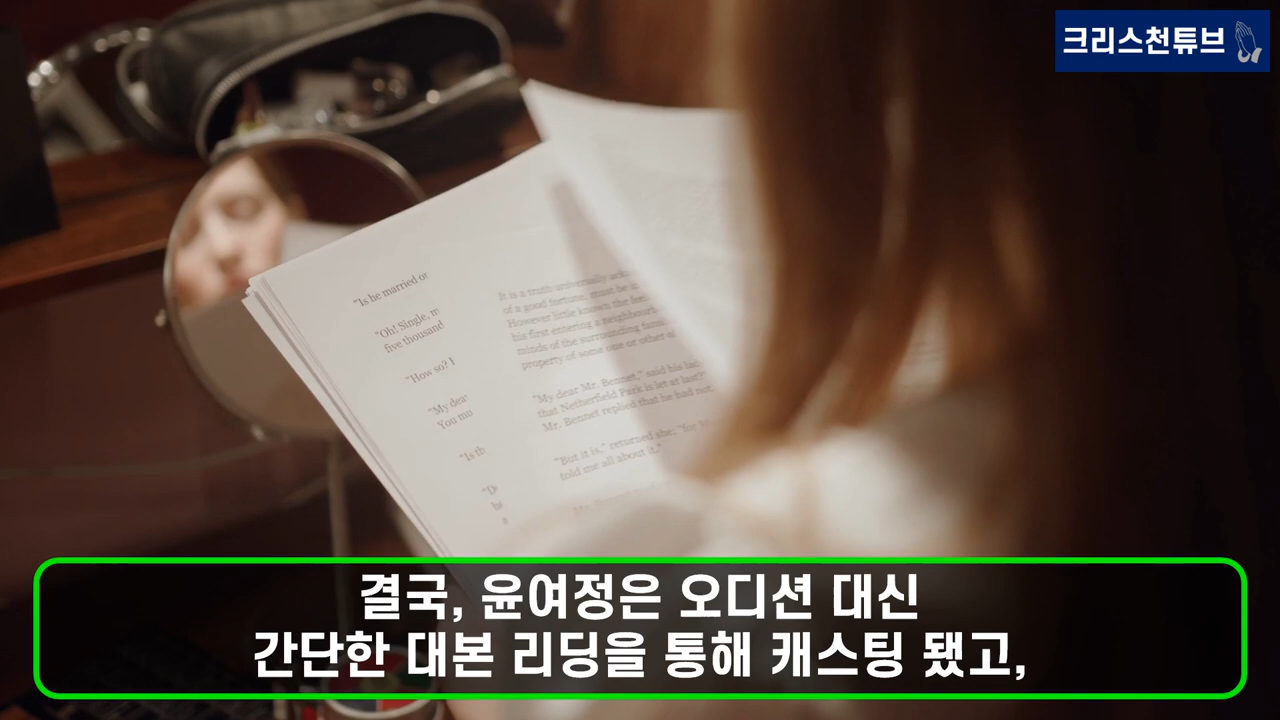 크리스천튜브
"Is he married or
"Oh! Single, m
five thousand
"How so?
"My dear
You mu
"Is th
It is a truth universally
of a good fortune, must be
However little known the
his first entering a neighbourh
minds of the surrounding
property of some one or other
"My dear Mr. Bennet," said his
that Netherfield Park is let at last?"
Mr. Bennet replied that he had not.
"But it is," returned she; "for
told me all about it."
결국, 윤여정은 오디션 대신
간단한 대본 리딩을 통해 캐스팅 됐고,